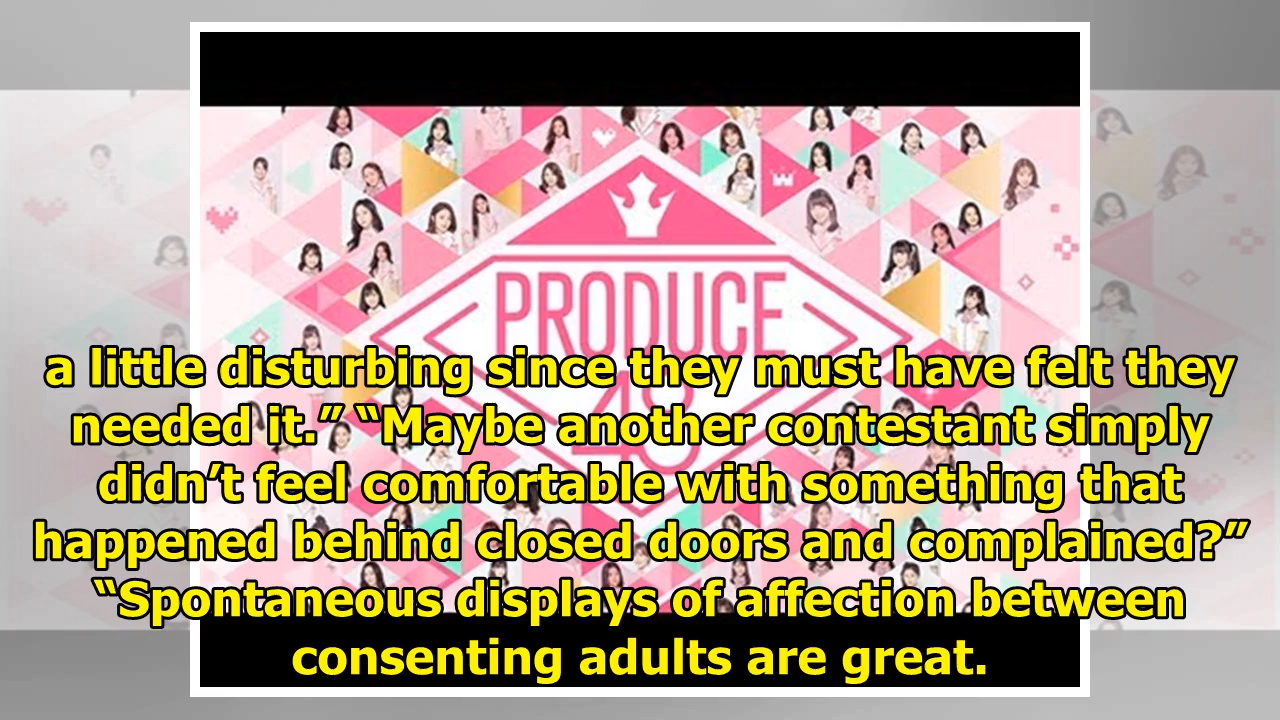 PRODUCE
48
a little disturbing since they must have felt they
needed it.” “Maybe another contestant simply
didn’t feel comfortable with something that
happened behind closed doors and complained?”
“Spontaneous displays of affection between
consenting adults are great.